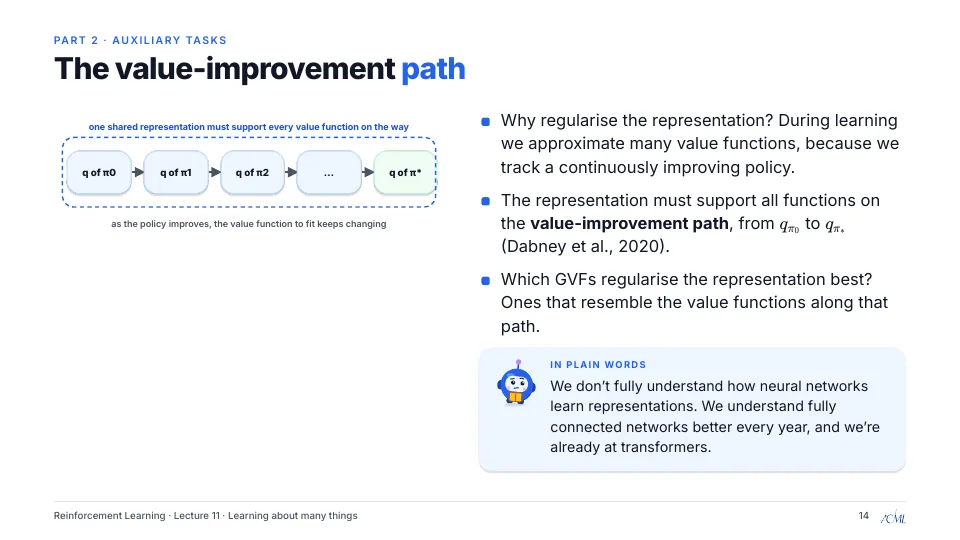 PART 2 · AUXILIARY TASKS
The value-improvement path
one shared representation must support every value function on the way
q of π0
q of π1
q of π2
...
q of π*
as the policy improves, the value function to fit keeps changing
Why regularise the representation? During learning
we approximate many value functions, because we
track a continuously improving policy.
The representation must support all functions on
the value-improvement path, from qπ₀ to qπ*
(Dabney et al., 2020).
Which GVFs regularise the representation best?
Ones that resemble the value functions along that
path.
IN PLAIN WORDS
We don’t fully understand how neural networks
learn representations. We understand fully
connected networks better every year, and we’re
already at transformers.
Reinforcement Learning · Lecture 11 · Learning about many things
14
ACML